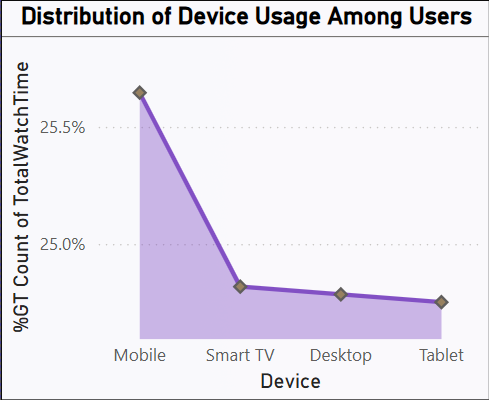 Distribution of Device Usage Among Users
%GT Count of TotalWatchTime
25.5%
25.0%
Mobile Smart TV Desktop Tablet
Device